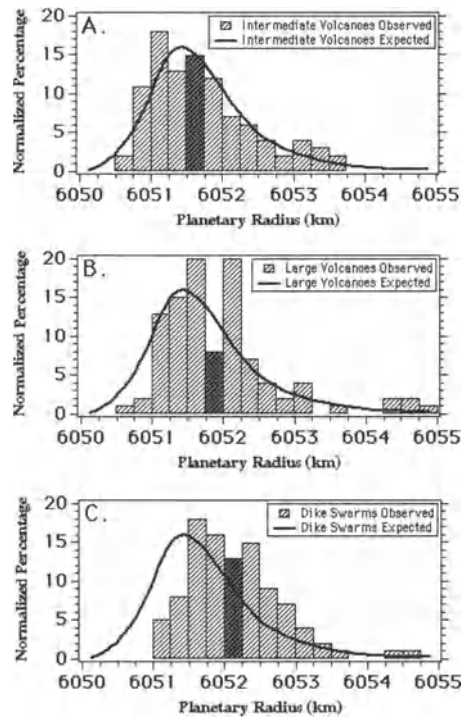 A.
Intermediate Volcanoes Observed
Intermediate Volcanoes Expected
Normalized Percentage
20
15
10
5
0
6050 6051 6052 6053 6054 6055
Planetary Radius (km)
B.
Large Volcanoes Observed
Large Volcanoes Expected
Normalized Percentage
20
15
10
5
0
6050 6051 6052 6053 6054 6055
Planetary Radius (km)
C.
Dike Swarms Observed
Dike Swarms Expected
Normalized Percentage
20
15
10
5
0
6050 6051 6052 6053 6054 6055
Planetary Radius (km)